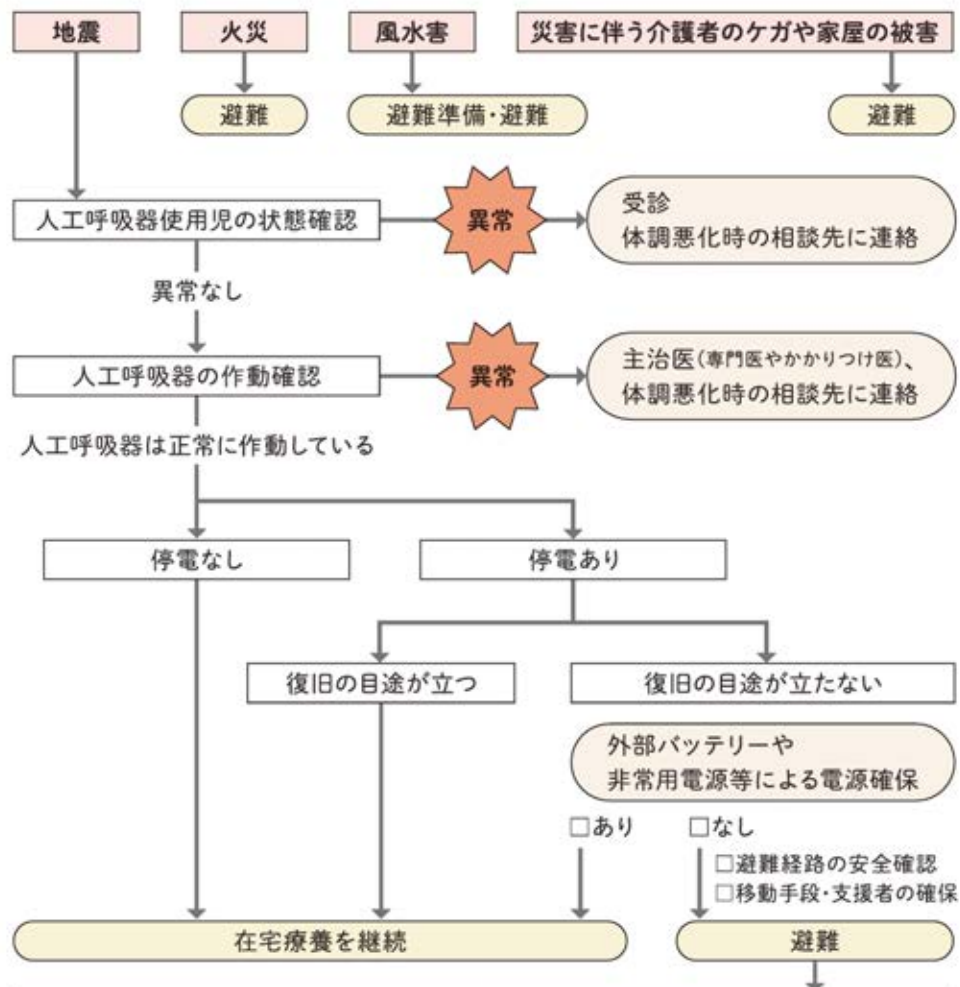 地震
火災
風水害
災害に伴う介護者のケガや家屋の被害
避難
避難準備・避難
避難
人工呼吸器使用児の状態確認
異常
受診
体調悪化時の相談先に連絡
異常なし
人工呼吸器の作動確認
異常
主治医(専門医やかかりつけ医)、
体調悪化時の相談先に連絡
人工呼吸器は正常に作動している
停電なし
停電あり
復旧の目途が立つ
復旧の目途が立たない
外部バッテリーや
非常用電源等による電源確保
□あり
□なし
□避難経路の安全確認
□移動手段・支援者の確保
在宅療養を継続
避難